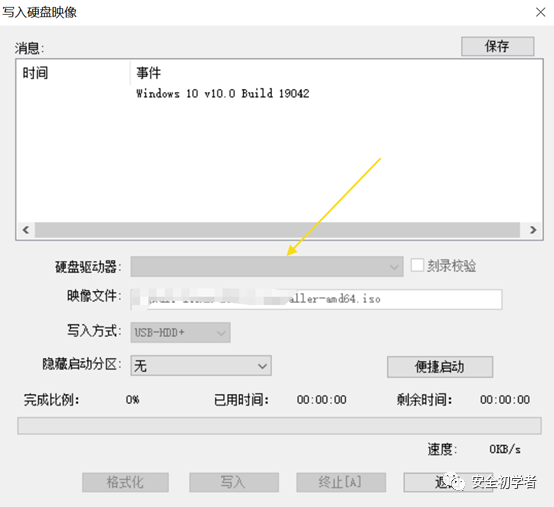 写入硬盘映像
消息:
保存
时间 事件
Windows 10 v10.0 Build 19042
硬盘驱动器: 刻录校验
映像文件: aller-amd64.iso
写入方式: USB-HDD+
隐藏启动分区: 无 便捷启动
完成比例: 0% 已用时间: 00:00:00 剩余时间: 00:00:00
速度: 0KB/s
格式化 写入 终止[A] 返
安全初学者